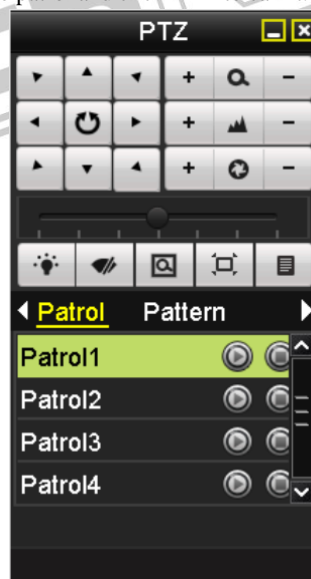 PTZ
+ -
+ -
+ -
Patrol Pattern
Patrol1
Patrol2
Patrol3
Patrol4